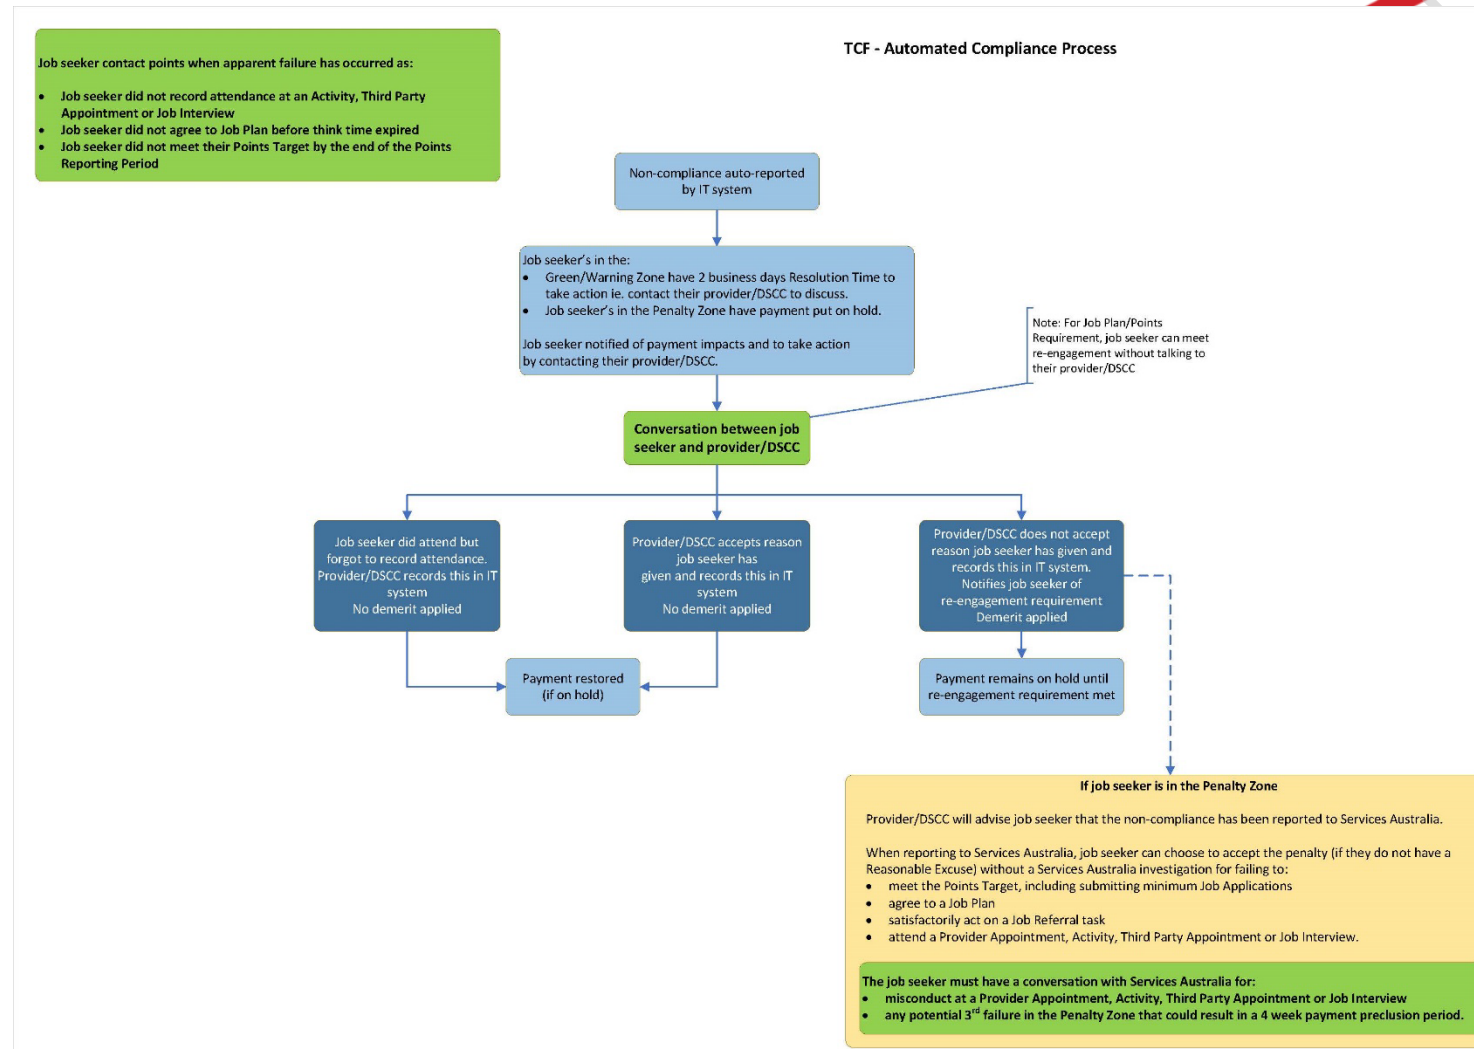 TCF - Automated Compliance Process
Job seeker contact points when apparent failure has occurred as:
• Job seeker did not record attendance at an Activity, Third Party
Appointment or Job Interview
• Job seeker did not agree to Job Plan before think time expired
• Job seeker did not meet their Points Target by the end of the Points
Reporting Period
Non-compliance auto-reported
by IT system
Job seeker's in the:
• Green/Warning Zone have 2 business days Resolution Time to
take action ie. contact their provider/DSCC to discuss.
• Job seeker's in the Penalty Zone have payment put on hold.
Job seeker notified of payment impacts and to take action
by contacting their provider/DSCC.
Note: For Job Plan/Points
Requirement, job seeker can meet
re-engagement without talking to
their provider/DSCC
Conversation between job
seeker and provider/DSCC
Job seeker did attend but
forgot to record attendance.
Provider/DSCC records this in IT
system
No demerit applied
Provider/DSCC accepts reason
job seeker has
given and records this in IT
system
No demerit applied
Provider/DSCC does not accept
reason job seeker has given and
records this in IT system.
Notifies job seeker of
re-engagement requirement
Demerit applied
Payment restored
(if on hold)
Payment remains on hold until
re-engagement requirement met
If job seeker is in the Penalty Zone
Provider/DSCC will advise job seeker that the non-compliance has been reported to Services Australia.
When reporting to Services Australia, job seeker can choose to accept the penalty (if they do not have a
Reasonable Excuse) without a Services Australia investigation for failing to:
• meet the Points Target, including submitting minimum Job Applications
• agree to a Job Plan
• satisfactorily act on a Job Referral task
• attend a Provider Appointment, Activity, Third Party Appointment or Job Interview.
The job seeker must have a conversation with Services Australia for:
• misconduct at a Provider Appointment, Activity, Third Party Appointment or Job Interview
• any potential 3rd failure in the Penalty Zone that could result in a 4 week payment preclusion period.